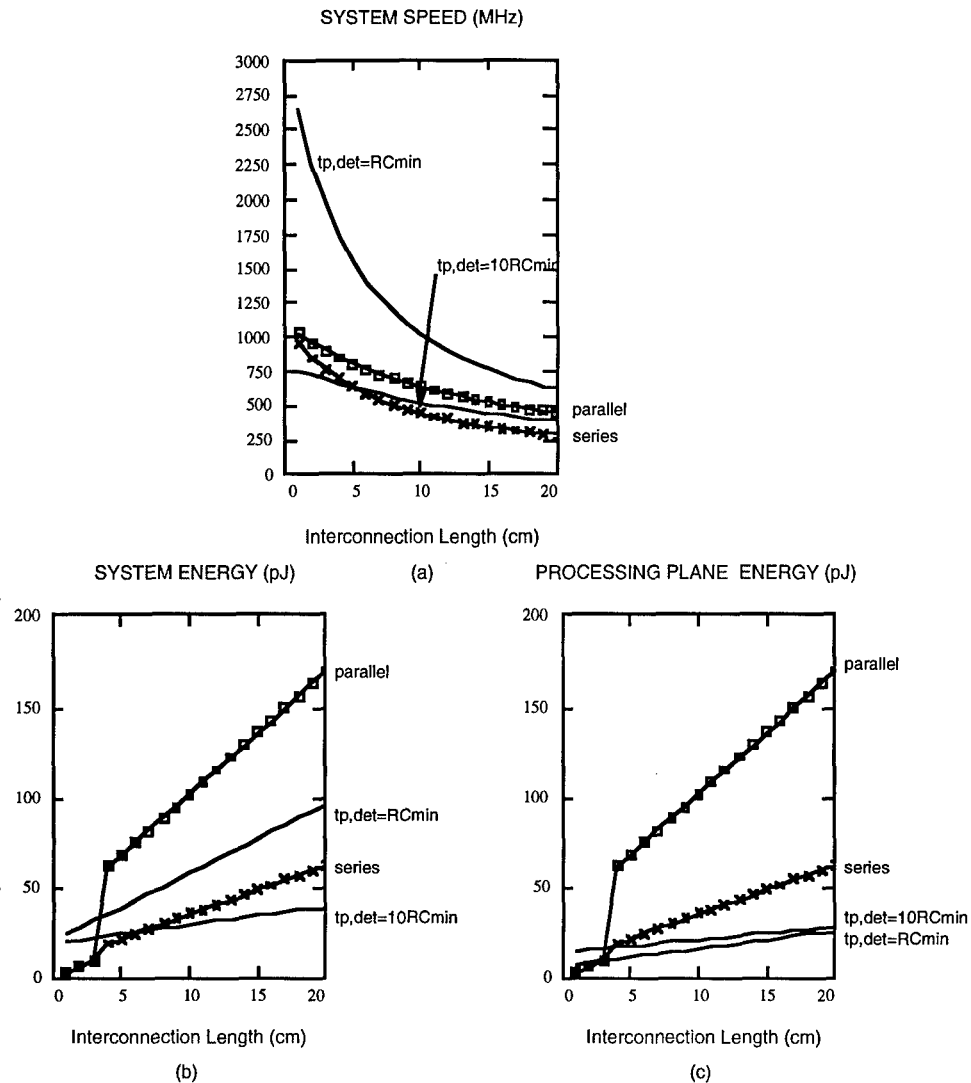 SYSTEM SPEED (MHz)
3000
2750
2500
2250
2000
1750
1500
1250
1000
750
500
250
0
tp,det=RCmin
tp,det=10RCmin
parallel
series
0 5 10 15 20
Interconnection Length (cm)
(a)
SYSTEM ENERGY (pJ)
200
150
100
50
0
parallel
tp,det=RCmin
series
tp,det=10RCmin
0 5 10 15 20
Interconnection Length (cm)
(b)
PROCESSING PLANE ENERGY (pJ)
200
150
100
50
0
parallel
series
tp,det=10RCmin
tp,det=RCmin
0 5 10 15 20
Interconnection Length (cm)
(c)